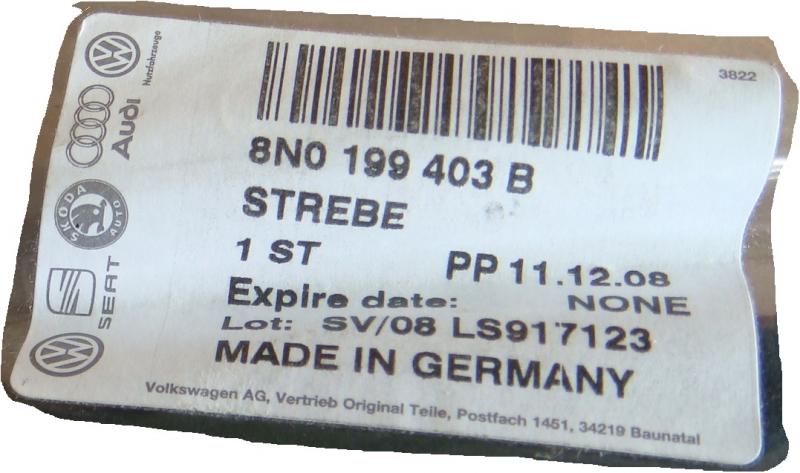 3822
Nutzfahrzeuge
Audi
SKODA
AUTO
SEAT
8N0 199 403 B
STREBE
1 ST PP 11.12.08
Expire date: NONE
Lot: SV/08 LS917123
MADE IN GERMANY
Volkswagen AG, Vertrieb Original Teile, Postfach 1451, 34219 Baunatal